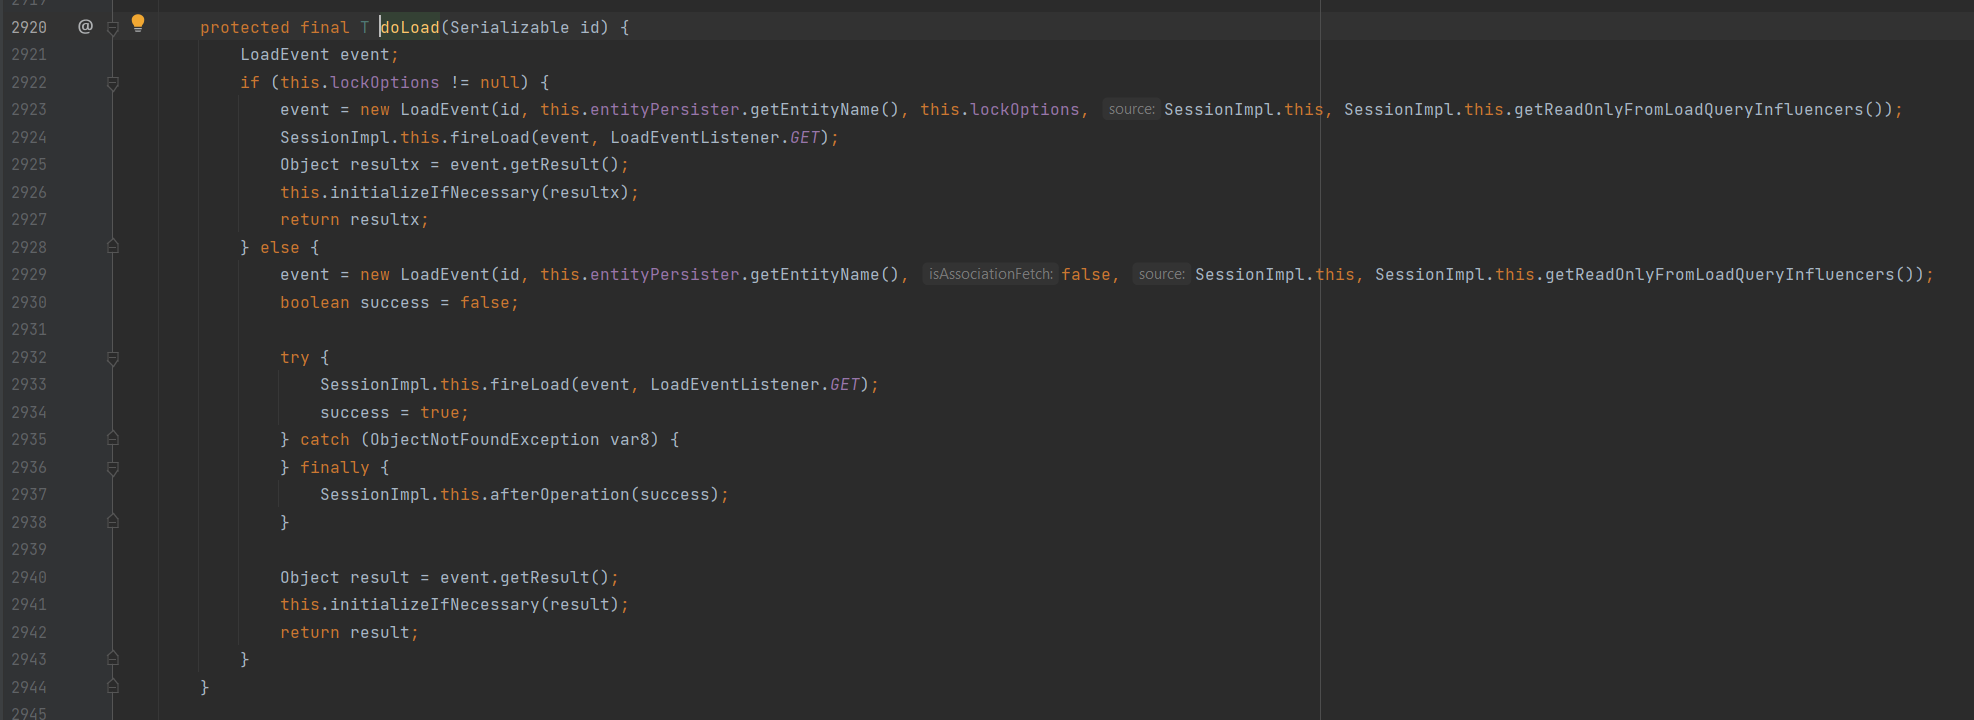 2919
2920 @ protected final T doLoad(Serializable id) {
2921 LoadEvent event;
2922 if (this.lockOptions != null) {
2923 event = new LoadEvent(id, this.entityPersister.getEntityName(), this.lockOptions, source: SessionImpl.this, SessionImpl.this.getReadOnlyFromLoadQueryInfluencers());
2924 SessionImpl.this.fireLoad(event, LoadEventListener.GET);
2925 Object resultx = event.getResult();
2926 this.initializeIfNecessary(resultx);
2927 return resultx;
2928 } else {
2929 event = new LoadEvent(id, this.entityPersister.getEntityName(), isAssociationFetch: false, source: SessionImpl.this, SessionImpl.this.getReadOnlyFromLoadQueryInfluencers());
2930 boolean success = false;
2931
2932 try {
2933 SessionImpl.this.fireLoad(event, LoadEventListener.GET);
2934 success = true;
2935 } catch (ObjectNotFoundException var8) {
2936 } finally {
2937 SessionImpl.this.afterOperation(success);
2938 }
2939
2940 Object result = event.getResult();
2941 this.initializeIfNecessary(result);
2942 return result;
2943 }
2944 }
2945